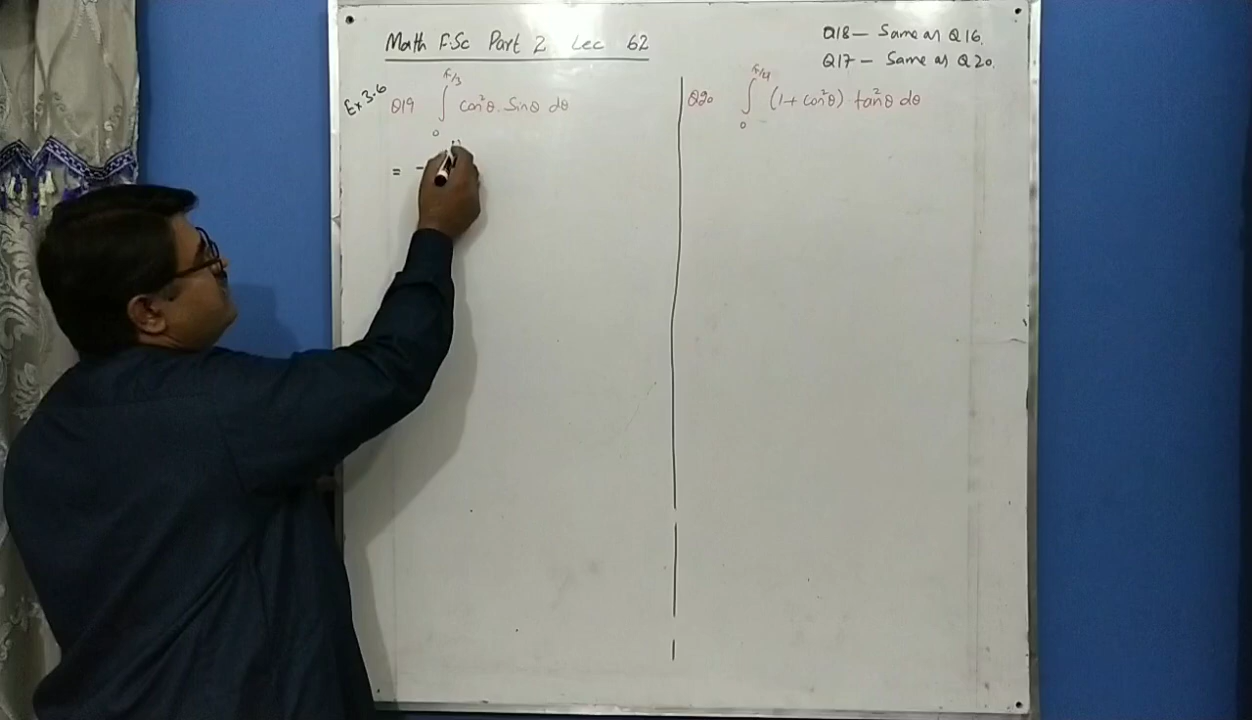 Math F.Sc Part 2 Lec 62
Q18 — Same as Q16.
Q17 — Same as Q20.
Ex 3.6
Q19 ∫₀^π/3 cos²θ. Sinθ dθ
= -
Q20 ∫₀^π/4 (1 + cos²θ) tan²θ dθ